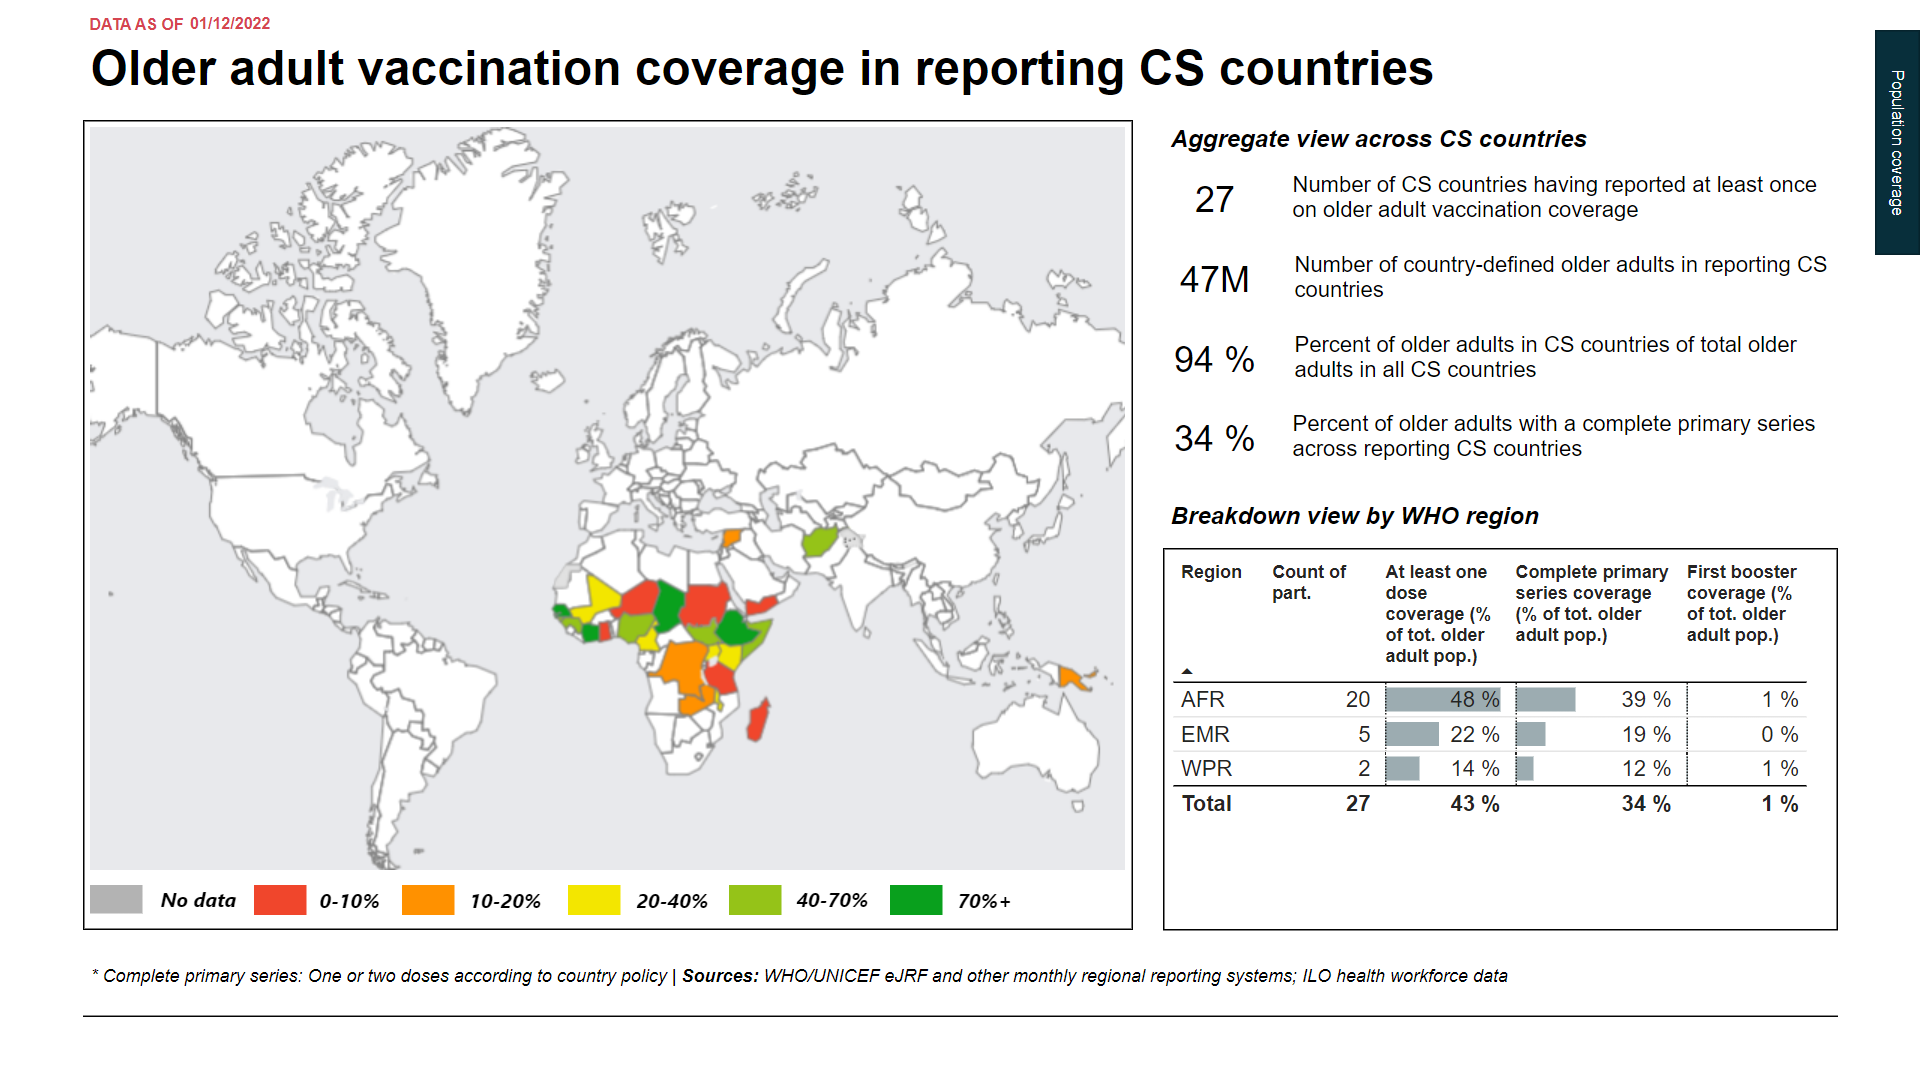 DATA AS OF 01/12/2022
Older adult vaccination coverage in reporting CS countries
Population coverage
No data
0-10%
10-20%
20-40%
40-70%
70%+
Aggregate view across CS countries
27
Number of CS countries having reported at least once
on older adult vaccination coverage
47M
Number of country-defined older adults in reporting CS
countries
94 %
Percent of older adults in CS countries of total older
adults in all CS countries
34 %
Percent of older adults with a complete primary series
across reporting CS countries
Breakdown view by WHO region
Region
Count of
part.
At least one
dose
coverage (%
of tot. older
adult pop.)
Complete primary
series coverage
(% of tot. older
adult pop.)
First booster
coverage (%
of tot. older
adult pop.)
AFR 20 48 % 39 % 1 %
EMR 5 22 % 19 % 0 %
WPR 2 14 % 12 % 1 %
Total 27 43 % 34 % 1 %
* Complete primary series: One or two doses according to country policy | Sources: WHO/UNICEF eJRF and other monthly regional reporting systems; ILO health workforce data